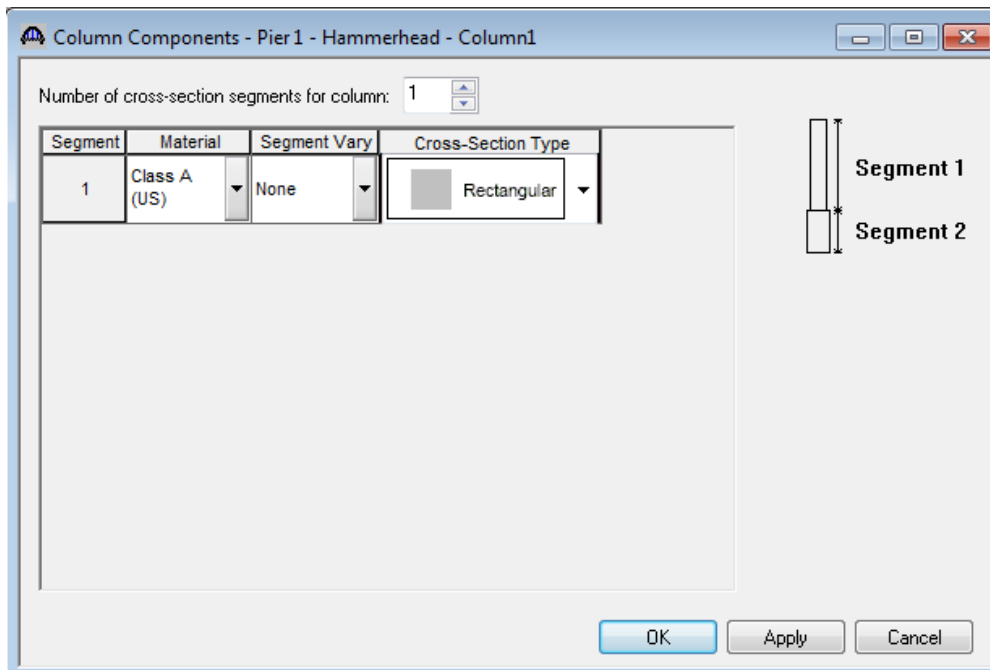 Column Components - Pier 1 - Hammerhead - Column1
Number of cross-section segments for column: 1
Segment Material Segment Vary Cross-Section Type
1 Class A (US) None Rectangular
Segment 1
Segment 2
OK Apply Cancel